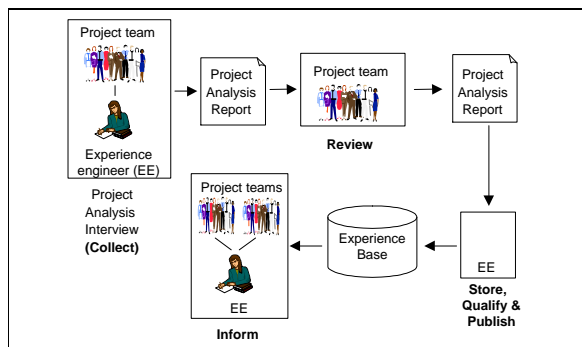 Project team
Experience
engineer (EE)
Project
Analysis
Interview
(Collect)
Project
Analysis
Report
Project team
Review
Project
Analysis
Report
EE
Store,
Qualify &
Publish
Experience
Base
Project teams
EE
Inform